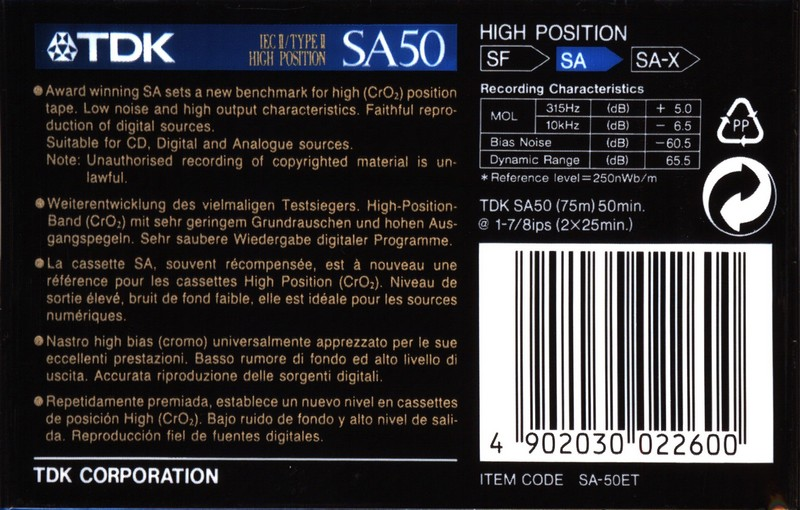 TDK IEC II/TYPE II HIGH POSITION SA50
Award winning SA sets a new benchmark for high (CrO₂) position
tape. Low noise and high output characteristics. Faithful repro-
duction of digital sources.
Suitable for CD, Digital and Analogue sources.
Note: Unauthorised recording of copyrighted material is un-
lawful.
Weiterentwicklung des vielmaligen Testsiegers. High-Position-
Band (CrO₂) mit sehr geringem Grundrauschen und hohen Aus-
gangspegeln. Sehr saubere Wiedergabe digitaler Programme.
La cassette SA, souvent récompensée, est à nouveau une
référence pour les cassettes High Position (CrO₂). Niveau de
sortie élevé, bruit de fond faible, elle est idéale pour les sources
numériques.
Nastro high bias (cromo) universalmente apprezzato per le sue
eccellenti prestazioni. Basso rumore di fondo ed alto livello di
uscita. Accurata riproduzione delle sorgenti digitali.
Repetidamente premiada, establece un nuevo nivel en cassettes
de posición High (CrO₂). Bajo ruido de fondo y alto nivel de sali-
da. Reproducción fiel de fuentes digitales.
TDK CORPORATION
HIGH POSITION
SF SA SA-X
Recording Characteristics
MOL 315Hz (dB) + 5.0
10kHz (dB) − 6.5
Bias Noise (dB) −60.5
Dynamic Range (dB) 65.5
* Reference level=250nWb/m
PP
TDK SA50 (75m) 50min.
@ 1-7/8ips (2×25min.)
4 902030 022600
ITEM CODE SA-50ET